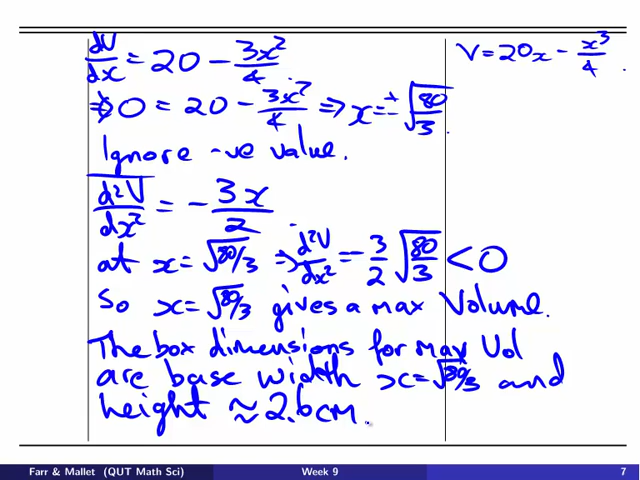 dV/dx = 20 - 3x²/4
V = 20x - x³/4.
⇒ 0 = 20 - 3x²/4 ⇒ x = ±√(80/3).
Ignore -ve value.
d²V/dx² = - 3x/2
at x = √80/3 ⇒ d²V/dx² = - 3/2 √(80/3) < 0
So x = √80/3 gives a max Volume.
The box dimensions for max Vol
are base width x = √80/3 and
height ≈ 2.6cm.
Farr & Mallet (QUT Math Sci) Week 9 7